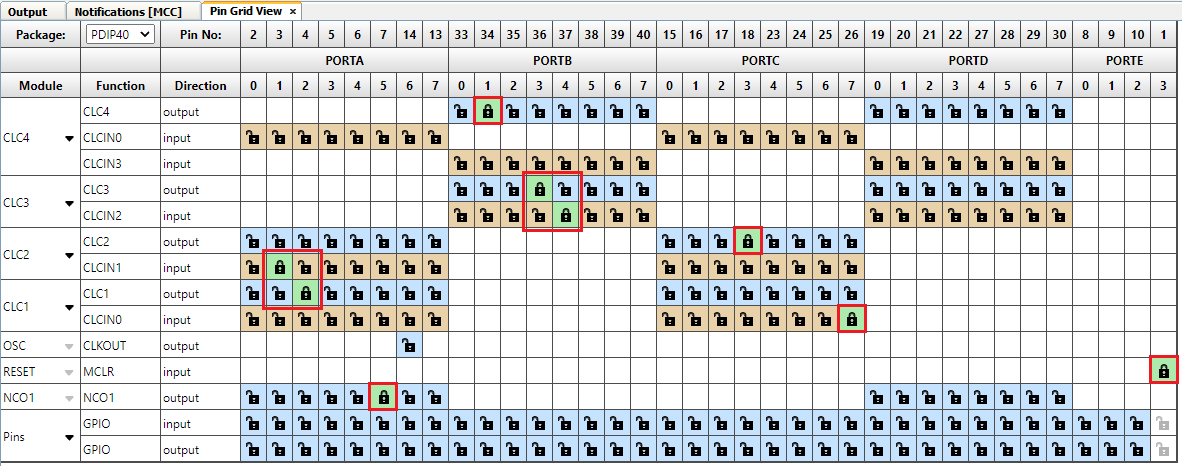 Output Notifications [MCC] Pin Grid View ×
Package: PDIP40 Pin No: 2 3 4 5 6 7 14 13 33 34 35 36 37 38 39 40 15 16 17 18 23 24 25 26 19 20 21 22 27 28 29 30 8 9 10 1
PORTA PORTB PORTC PORTD PORTE
Module Function Direction 0 1 2 3 4 5 6 7 0 1 2 3 4 5 6 7 0 1 2 3 4 5 6 7 0 1 2 3 4 5 6 7 0 1 2 3
CLC4 output
CLC4 CLCIN0 input
CLCIN3 input
CLC3 output
CLC3
CLCIN2 input
CLC2 output
CLC2
CLCIN1 input
CLC1 output
CLC1
CLCIN0 input
OSC CLKOUT output
RESET MCLR input
NCO1 NCO1 output
GPIO input
Pins
GPIO output